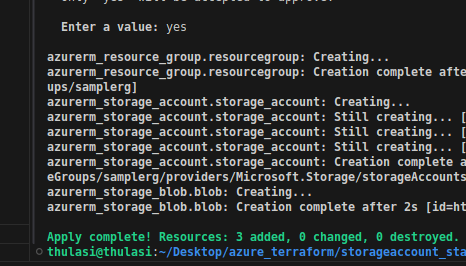 Only 'yes' will be accepted to approve.
Enter a value: yes
azurerm_resource_group.resourcegroup: Creating...
azurerm_resource_group.resourcegroup: Creation complete afte
ups/samplerg]
azurerm_storage_account.storage_account: Creating...
azurerm_storage_account.storage_account: Still creating... [
azurerm_storage_account.storage_account: Still creating... [
azurerm_storage_account.storage_account: Still creating... [
azurerm_storage_account.storage_account: Creation complete a
eGroups/samplerg/providers/Microsoft.Storage/storageAccounts
azurerm_storage_blob.blob: Creating...
azurerm_storage_blob.blob: Creation complete after 2s [id=ht
Apply complete! Resources: 3 added, 0 changed, 0 destroyed.
thulasi@thulasi:~/Desktop/azure_terraform/storageaccount_sta